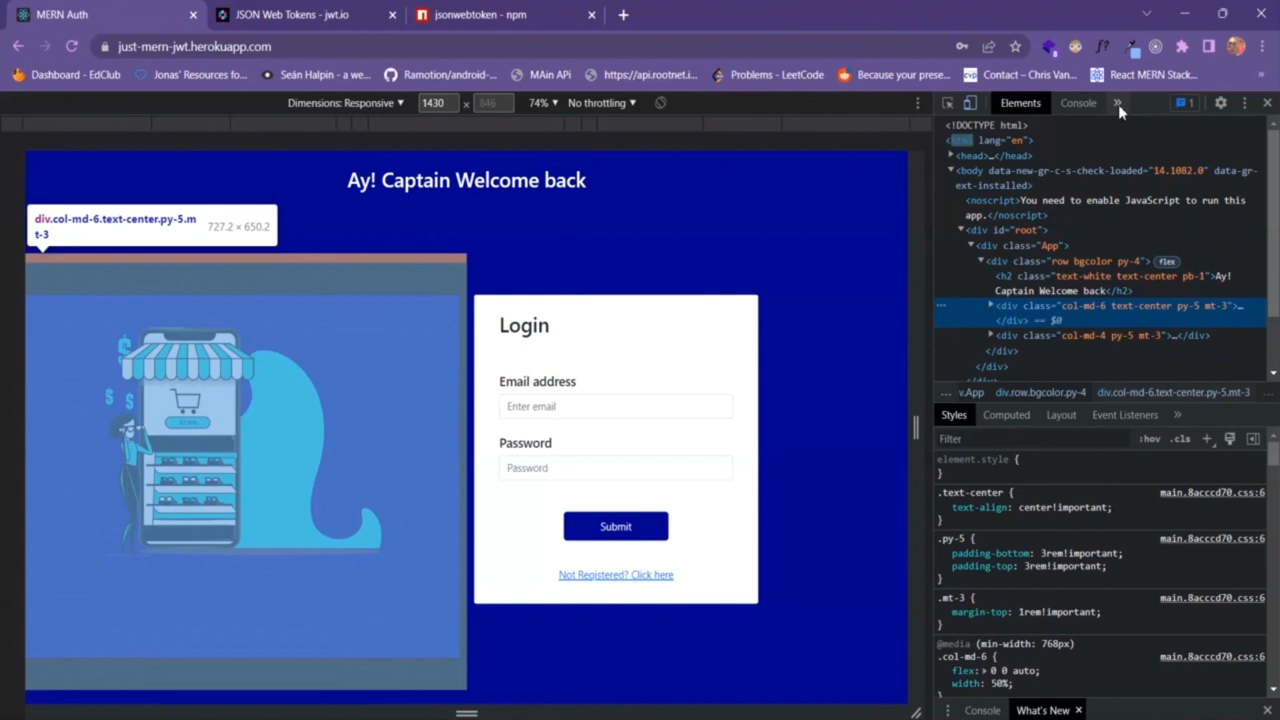 MERN Auth
JSON Web Tokens - jwt.io
jsonwebtoken - npm
just-mern-jwt.herokuapp.com
Dashboard - EdClub
Jonas' Resources fo...
Seán Halpin - a we...
Ramotion/android-...
MAin APi
https://api.rootnet.i...
Problems - LeetCode
Because your prese...
Contact – Chris Van...
React MERN Stack...
Dimensions: Responsive
1430
846
74%
No throttling
Elements
Console
1
Ay! Captain Welcome back
div.col-md-6.text-center.py-5.m
t-3
727.2 × 650.2
Login
Email address
Enter email
Password
Password
Submit
Not Registered? Click here
<!DOCTYPE html>
<html lang="en">
<head>…</head>
<body data-new-gr-c-s-check-loaded="14.1082.0" data-gr-
ext-installed>
<noscript>You need to enable JavaScript to run this
app.</noscript>
<div id="root">
<div class="App">
<div class="row bgcolor py-4"> flex
<h2 class="text-white text-center pb-1">Ay!
Captain Welcome back</h2>
<div class="col-md-6 text-center py-5 mt-3">…
</div> == $0
<div class="col-md-4 py-5 mt-3">…</div>
</div>
</div>
... v.App div.row.bgcolor.py-4 div.col-md-6.text-center.py-5.mt-3 ...
Styles
Computed
Layout
Event Listeners
Filter
:hov .cls
element.style {
}
.text-center {
main.8acccd70.css:6
text-align: center!important;
}
.py-5 {
main.8acccd70.css:6
padding-bottom: 3rem!important;
padding-top: 3rem!important;
}
.mt-3 {
main.8acccd70.css:6
margin-top: 1rem!important;
}
@media (min-width: 768px)
.col-md-6 {
main.8acccd70.css:6
flex: 0 0 auto;
width: 50%;
Console
What's New